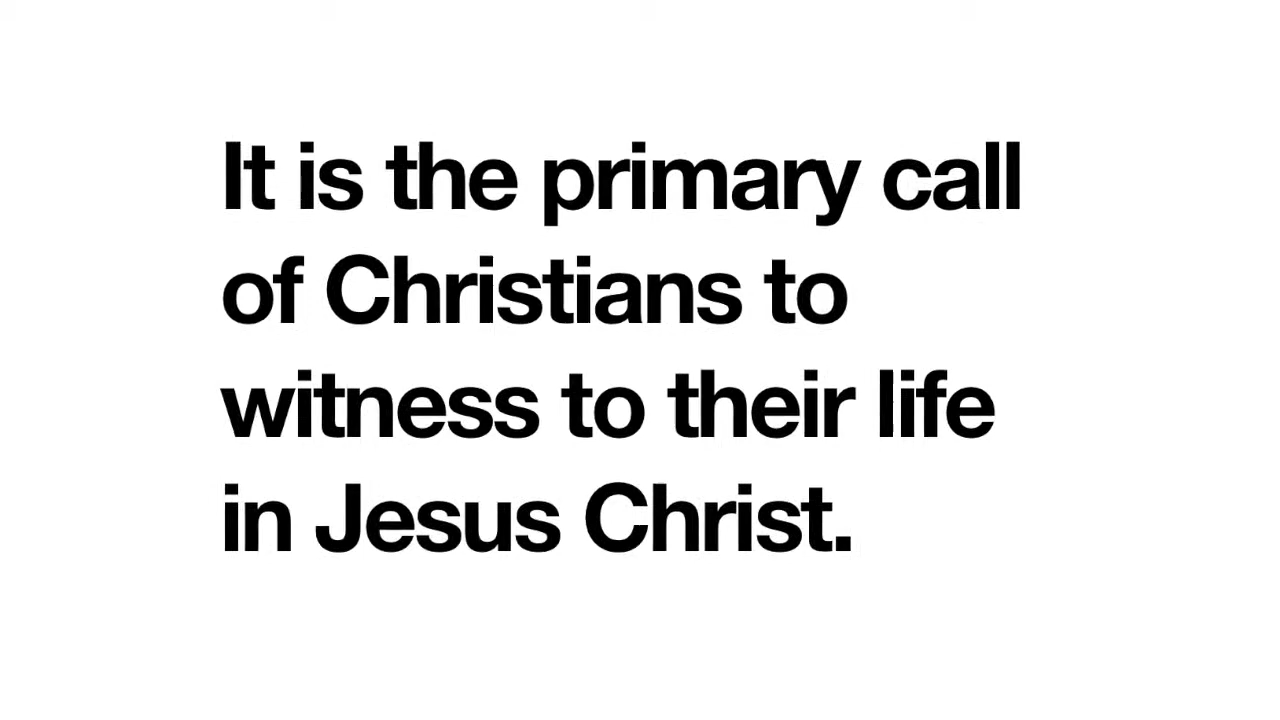 It is the primary call
of Christians to
witness to their life
in Jesus Christ.